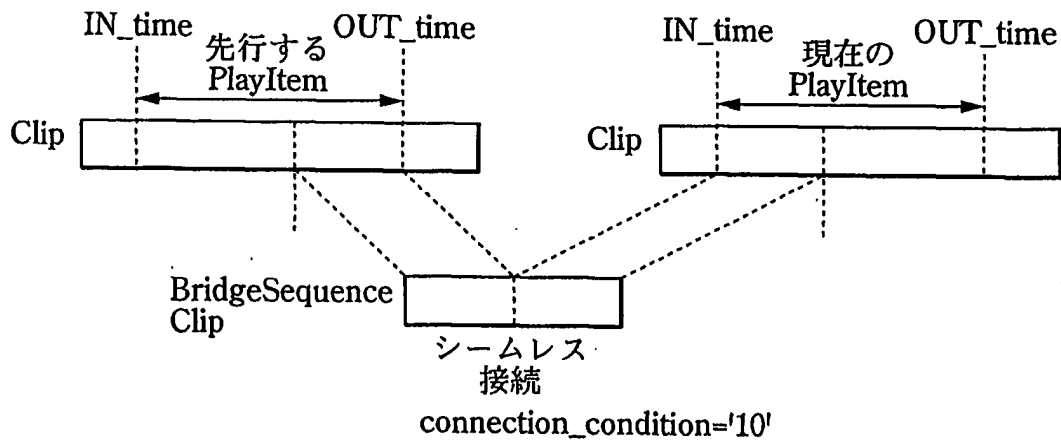 IN_time
先行する
PlayItem
OUT_time
IN_time
現在の
PlayItem
OUT_time
Clip
Clip
BridgeSequence
Clip
シームレス
接続
connection_condition='10'